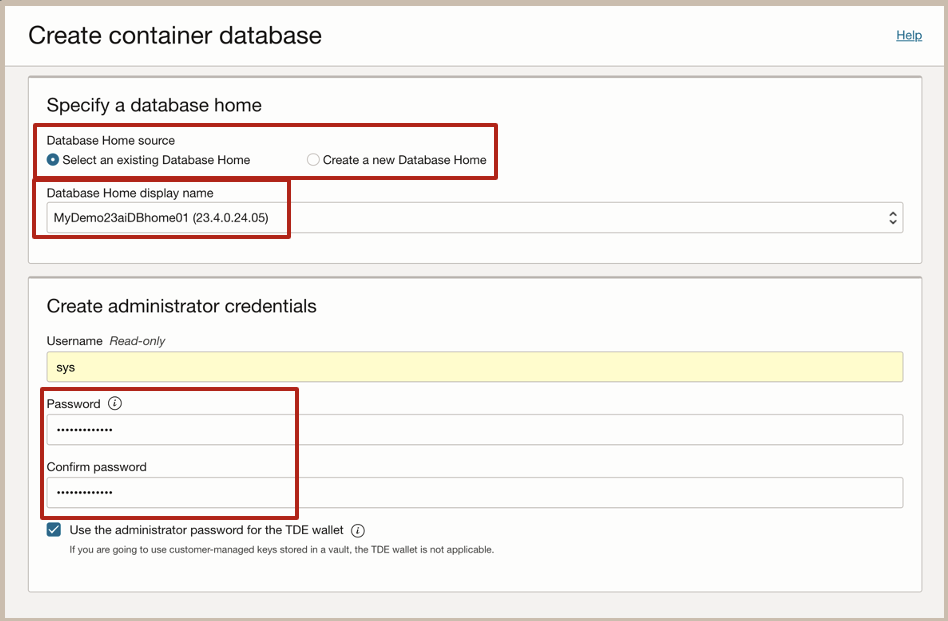 Create container database
Help
Specify a database home
Database Home source
Select an existing Database Home
Create a new Database Home
Database Home display name
MyDemo23aiDBhome01 (23.4.0.24.05)
Create administrator credentials
Username Read-only
sys
Password
•••••••••••••
Confirm password
•••••••••••••
Use the administrator password for the TDE wallet
If you are going to use customer-managed keys stored in a vault, the TDE wallet is not applicable.